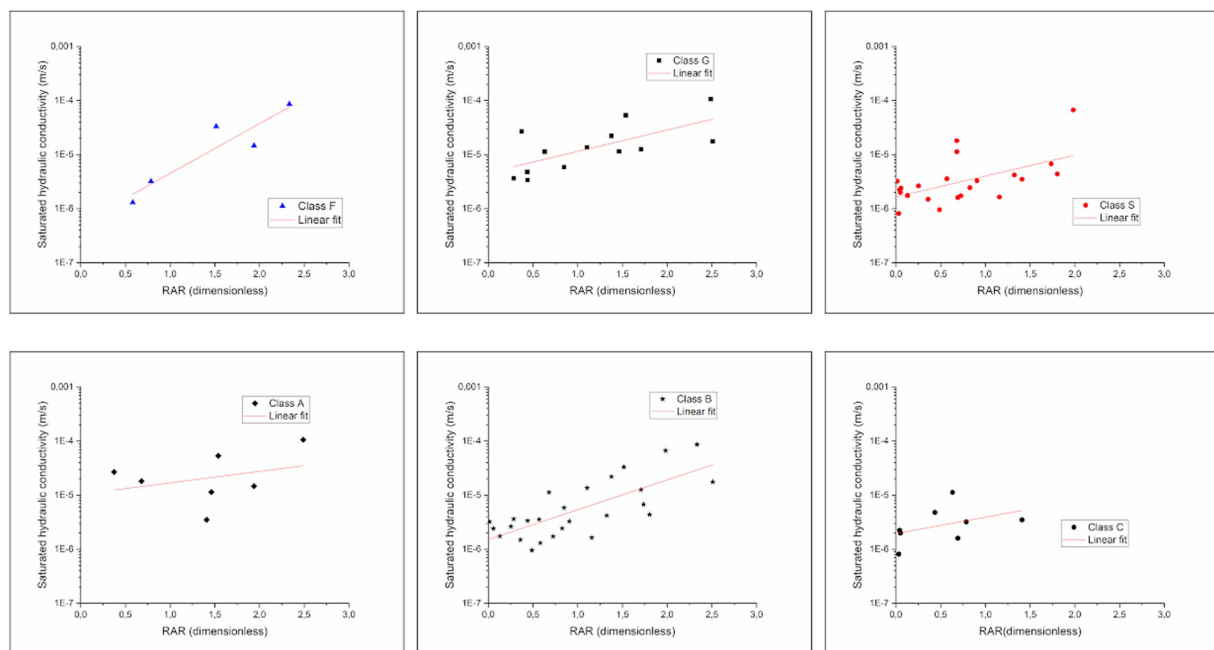 0,001
1E-4
1E-5
1E-6
1E-7
Saturated hydraulic conductivity (m/s)
Class F
Linear fit
0,0 0,5 1,0 1,5 2,0 2,5 3,0
RAR (dimensionless)
0,001
1E-4
1E-5
1E-6
1E-7
Saturated hydraulic conductivity (m/s)
Class G
Linear fit
0,0 0,5 1,0 1,5 2,0 2,5 3,0
RAR (dimensionless)
0,001
1E-4
1E-5
1E-6
1E-7
Saturated hydraulic conductivity (m/s)
Class S
Linear fit
0,0 0,5 1,0 1,5 2,0 2,5 3,0
RAR (dimensionless)
0,001
1E-4
1E-5
1E-6
1E-7
Saturated hydraulic conductivity (m/s)
Class A
Linear fit
0,0 0,5 1,0 1,5 2,0 2,5 3,0
RAR (dimensionless)
0,001
1E-4
1E-5
1E-6
1E-7
Saturated hydraulic conductivity (m/s)
Class B
Linear fit
0,0 0,5 1,0 1,5 2,0 2,5 3,0
RAR (dimensionless)
0,001
1E-4
1E-5
1E-6
1E-7
Saturated hydraulic conductivity (m/s)
Class C
Linear fit
0,0 0,5 1,0 1,5 2,0 2,5 3,0
RAR(dimensionless)